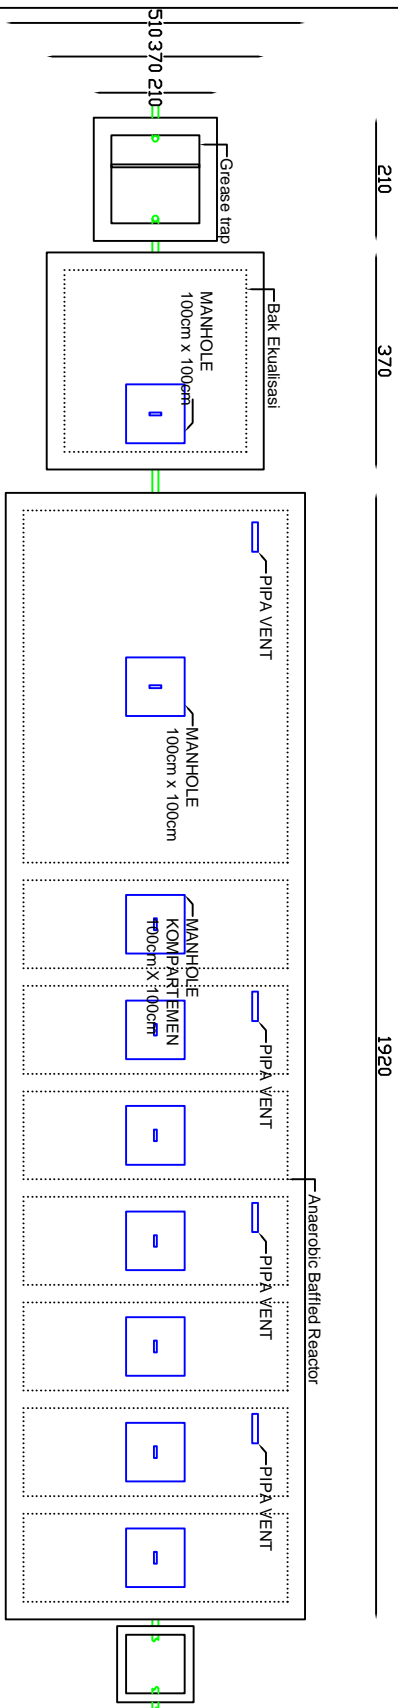 510
370
210
210
370
1920
Grease trap
Bak Ekualisasi
MANHOLE
100cm x 100cm
PIPA VENT
MANHOLE
100cm x 100cm
MANHOLE
KOMPARTEMEN
100cm X 100cm
PIPA VENT
Anaerobic Baffled Reactor
PIPA VENT
PIPA VENT